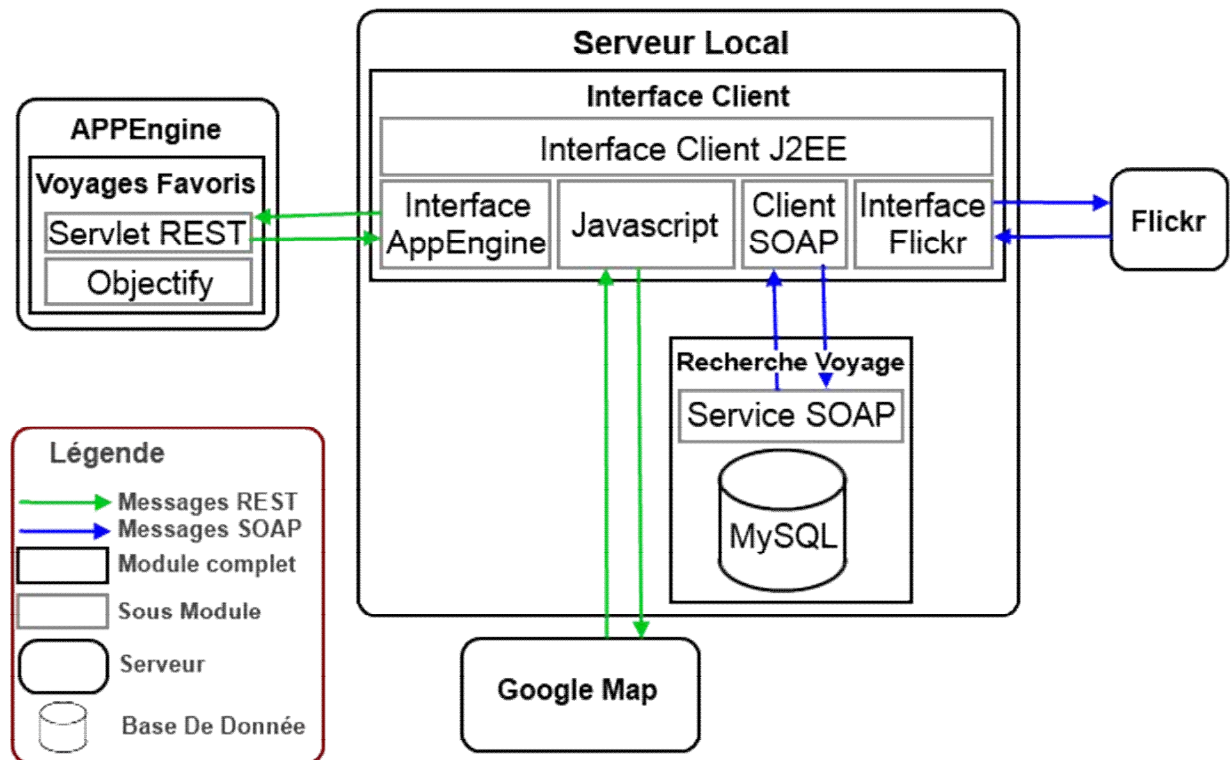 Serveur Local
Interface Client
Interface Client J2EE
Interface
AppEngine
Javascript
Client
SOAP
Interface
Flickr
APPEngine
Voyages Favoris
Servlet REST
Objectify
Flickr
Recherche Voyage
Service SOAP
MySQL
Google Map
Légende
Messages REST
Messages SOAP
Module complet
Sous Module
Serveur
Base De Donnée